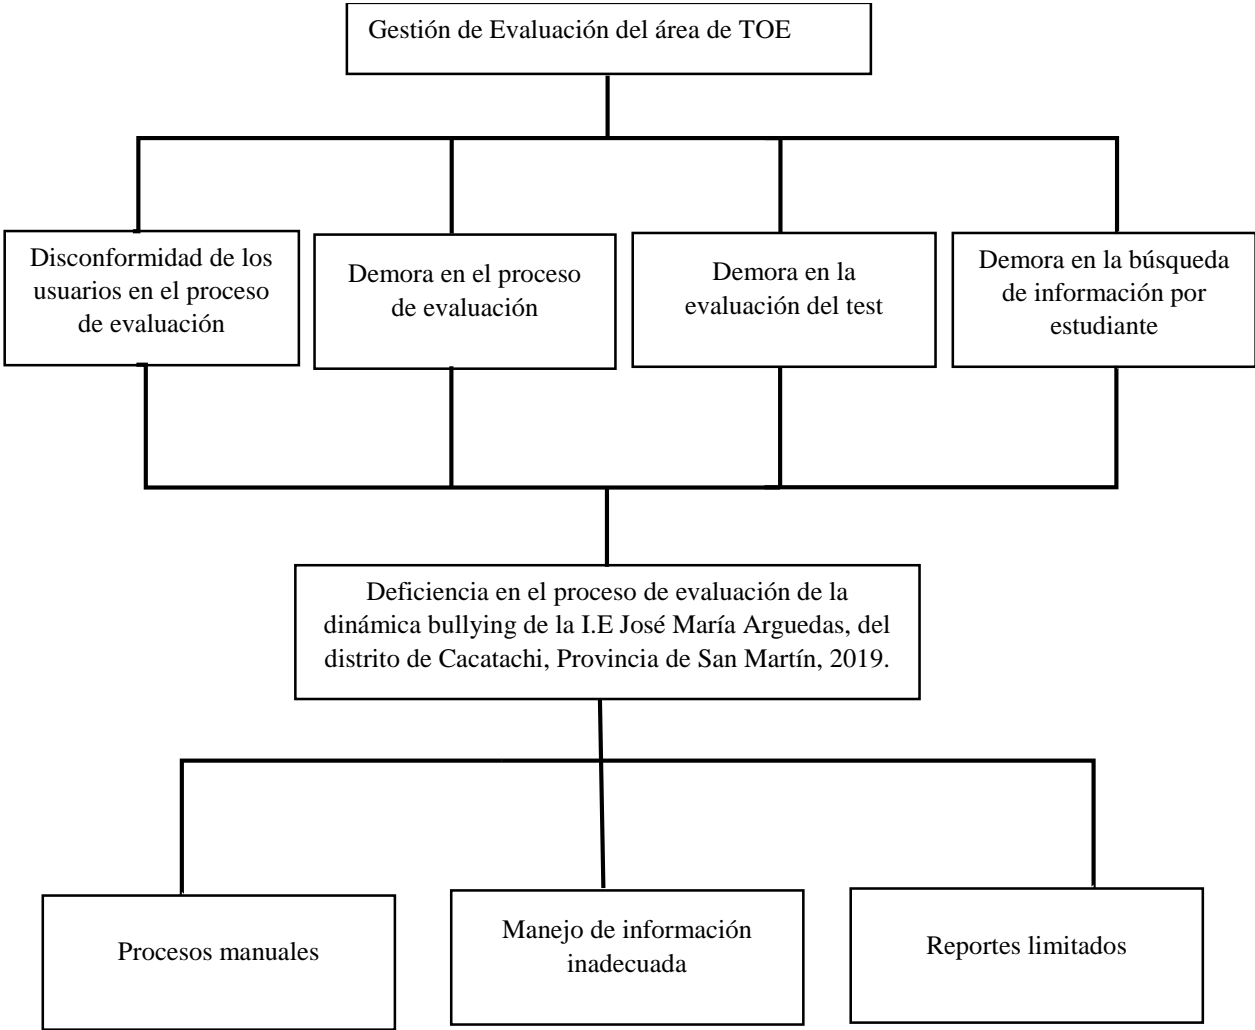 Gestión de Evaluación del área de TOE
Disconformidad de los
usuarios en el proceso
de evaluación
Demora en el proceso
de evaluación
Demora en la
evaluación del test
Demora en la búsqueda
de información por
estudiante
Deficiencia en el proceso de evaluación de la
dinámica bullying de la I.E José María Arguedas, del
distrito de Cacatachi, Provincia de San Martín, 2019.
Procesos manuales
Manejo de información
inadecuada
Reportes limitados